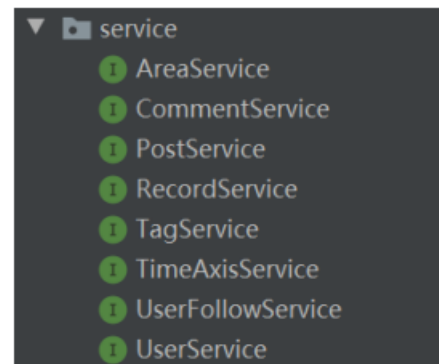 service
AreaService
CommentService
PostService
RecordService
TagService
TimeAxisService
UserFollowService
UserService